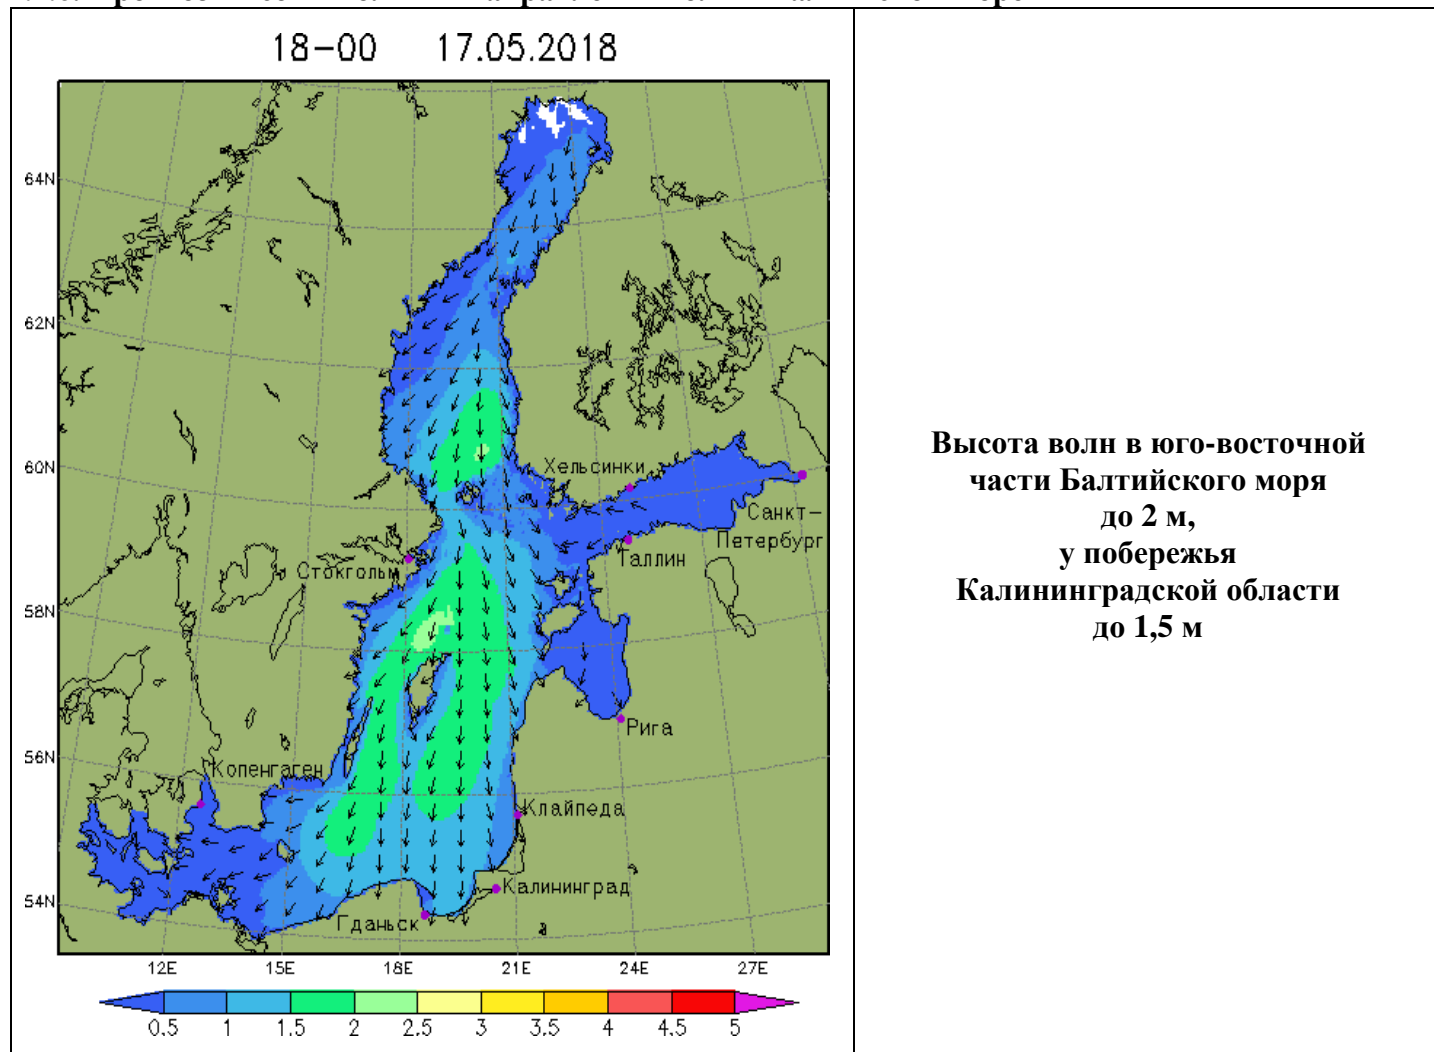 18-00 17.05.2018
64N
62N
Хельсинки
60N
Санкт-
Петербург
Таллин
Стокгольм
58N
Рига
56N
Копенгаген
Клайпеда
Калининград
54N
Гданьск
12E 15E 18E 21E 24E 27E
0.5 1 1.5 2 2.5 3 3.5 4 4.5 5
Высота волн в юго-восточной
части Балтийского моря
до 2 м,
у побережья
Калининградской области
до 1,5 м